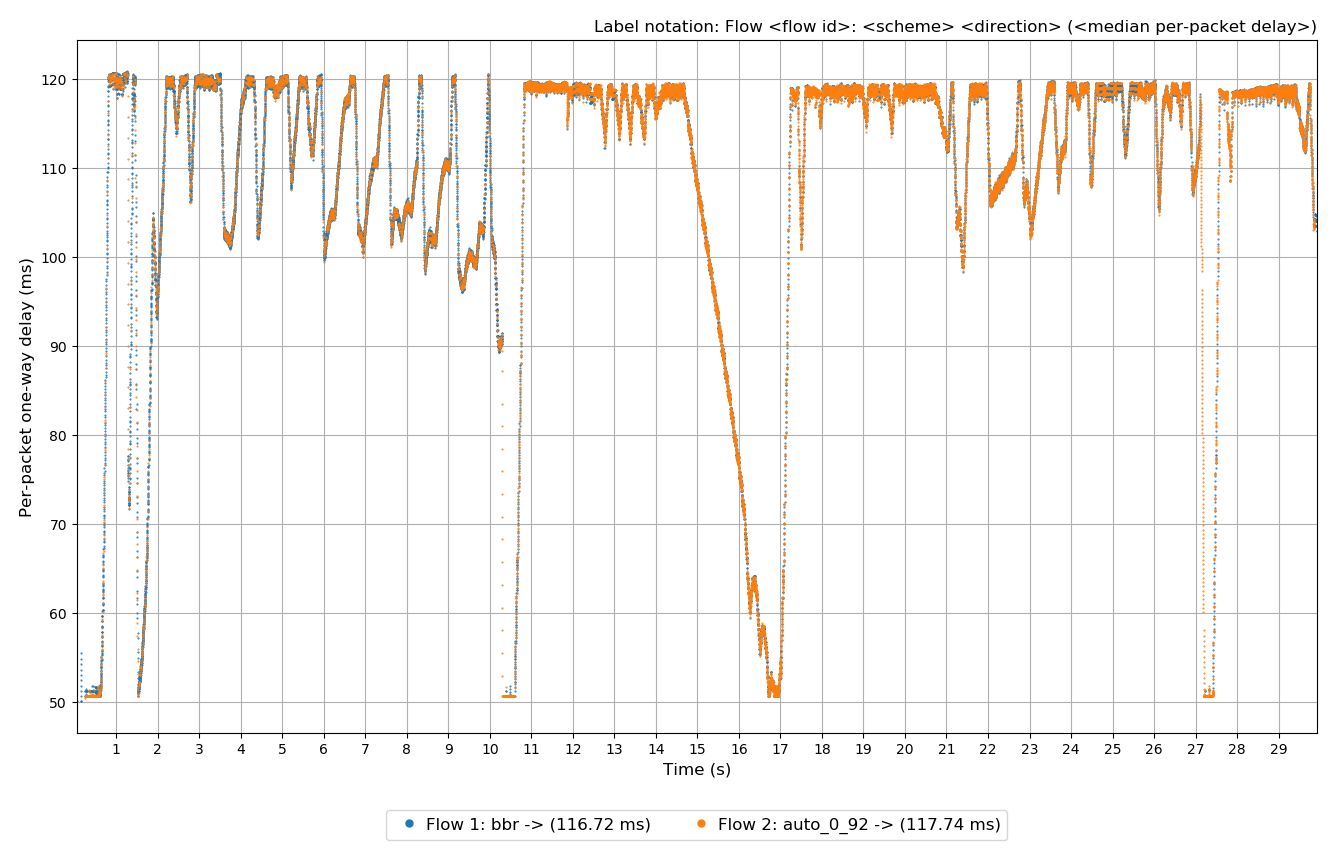 Label notation: Flow <flow id>: <scheme> <direction> (<median per-packet delay>)
Per-packet one-way delay (ms)
120
110
100
90
80
70
60
50
1 2 3 4 5 6 7 8 9 10 11 12 13 14 15 16 17 18 19 20 21 22 23 24 25 26 27 28 29
Time (s)
Flow 1: bbr -> (116.72 ms) Flow 2: auto_0_92 -> (117.74 ms)